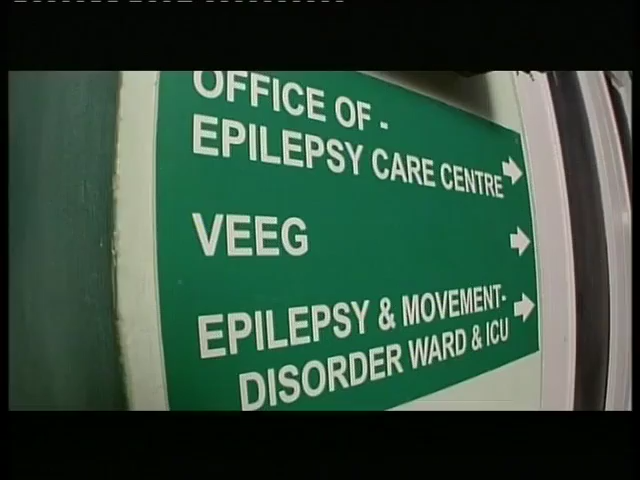 OFFICE OF -
EPILEPSY CARE CENTRE
VEEG
EPILEPSY & MOVEMENT-
DISORDER WARD & ICU